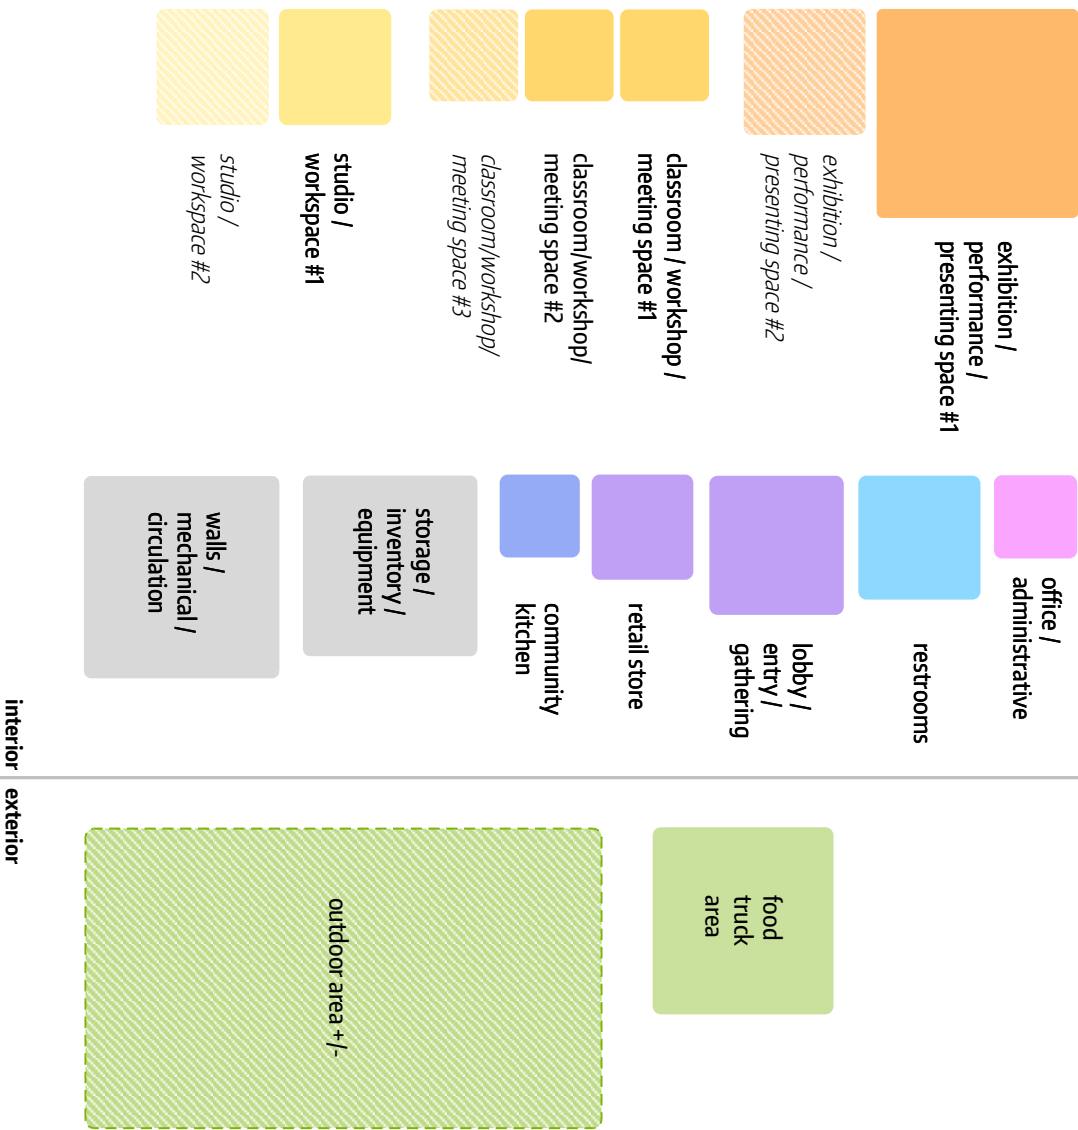 exhibition /
performance /
presenting space #1
exhibition /
performance /
presenting space #2
classroom / workshop /
meeting space #1
classroom/workshop/
meeting space #2
classroom/workshop/
meeting space #3
studio /
workspace #1
studio /
workspace #2
office /
administrative
restrooms
lobby /
entry /
gathering
retail store
community
kitchen
storage /
inventory /
equipment
walls /
mechanical /
circulation
food
truck
area
outdoor area +/-
interior
exterior